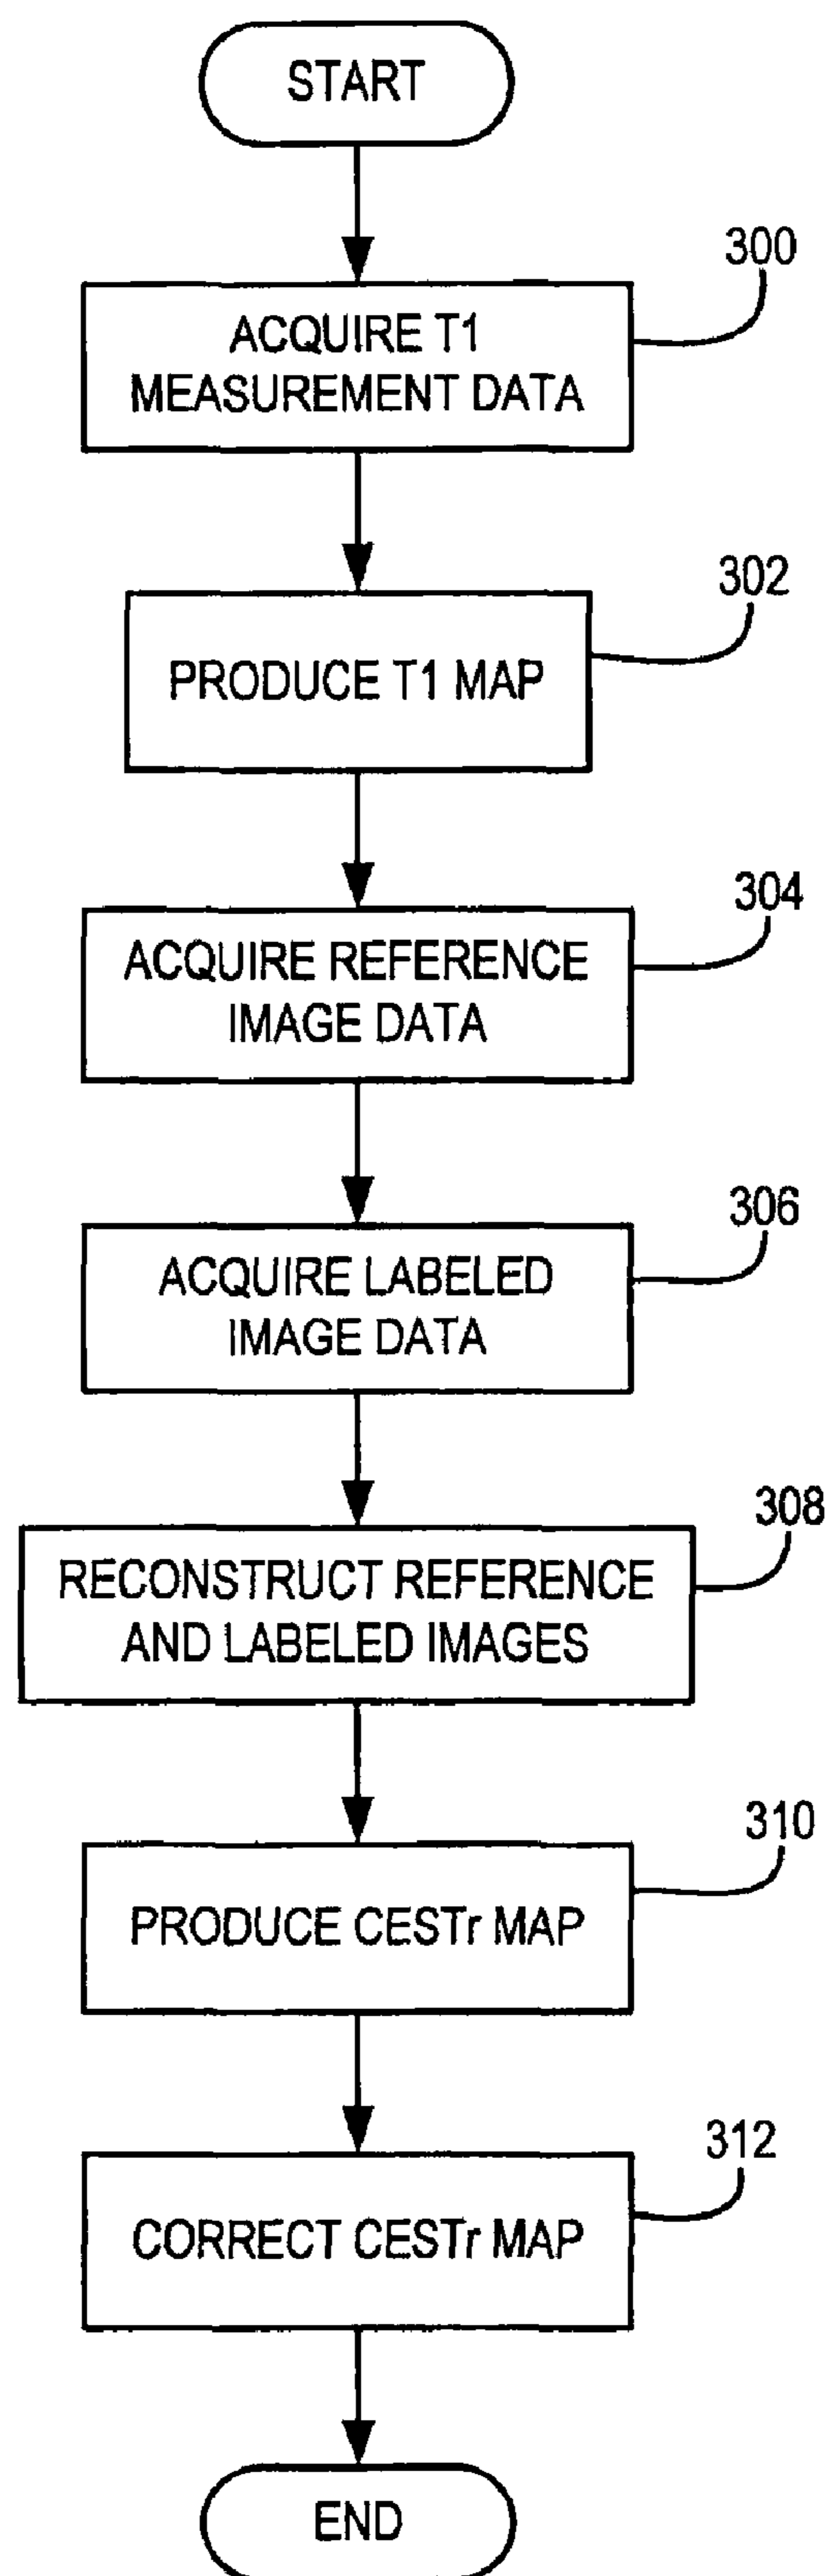 START
300
ACQUIRE T1
MEASUREMENT DATA
302
PRODUCE T1 MAP
304
ACQUIRE REFERENCE
IMAGE DATA
306
ACQUIRE LABELED
IMAGE DATA
308
RECONSTRUCT REFERENCE
AND LABELED IMAGES
310
PRODUCE CESTr MAP
312
CORRECT CESTr MAP
END